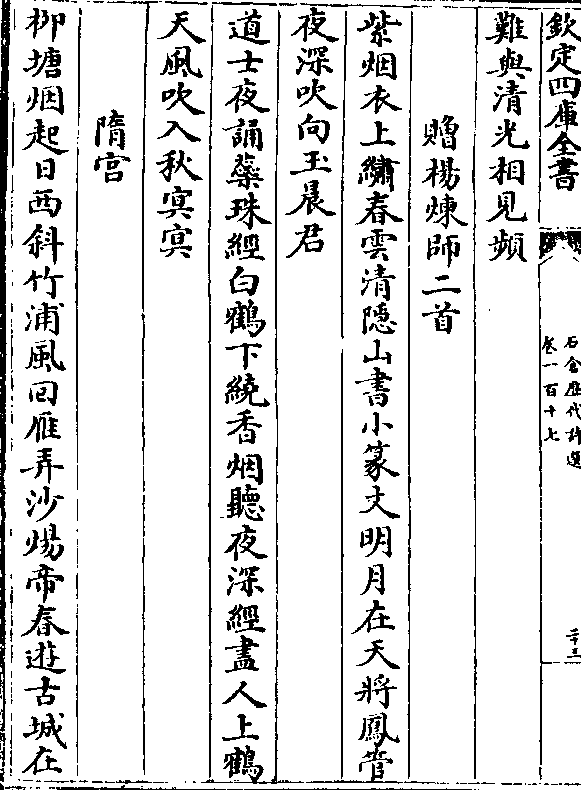 欽定四庫全書
石倉歷代詩選
卷一百十七
二十三
難與清光相見頻
贈楊煉師二首
紫烟衣上繡春雲清隱山書小篆文明月在天將鳳管
夜深吹向玉晨君
道士夜誦蘂珠經白鶴下繞香烟聽夜深經盡人上鶴
天風吹入秋㝠㝠
隋宫
柳塘烟起日西斜竹浦風回雁弄沙煬帝春遊古城在